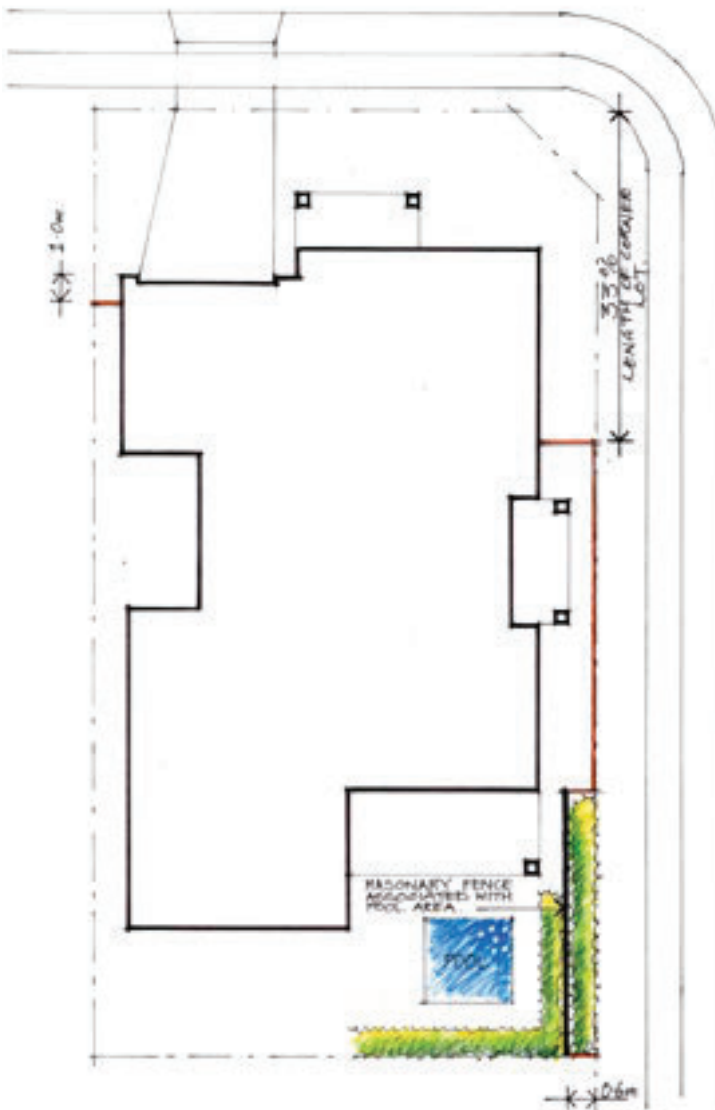 1.0m
33%
LENGTH OF CORNER
LOT.
MASONARY FENCE
ASSOCIATED WITH
POOL AREA
POOL
0.6m